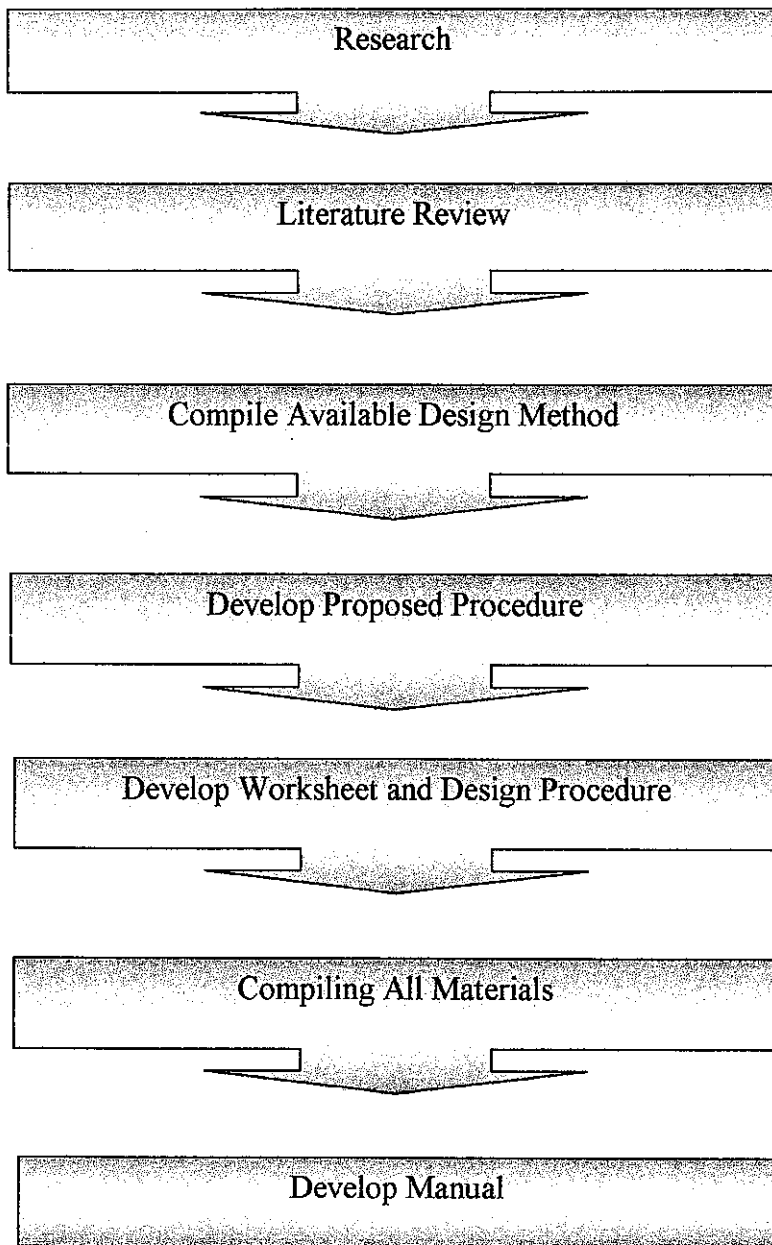 Research
Literature Review
Compile Available Design Method
Develop Proposed Procedure
Develop Worksheet and Design Procedure
Compiling All Materials
Develop Manual